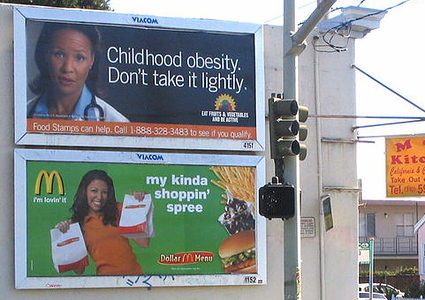 VIACOM
Childhood obesity.
Don't take it lightly.
EAT FRUITS & VEGETABLES
AND BE ACTIVE
Food Stamps can help. Call 1-888-328-3483 to see if you qualify.
VIACOM
i'm lovin' it
my kinda
shoppin'
spree
Dollar Menu
M
Kitc
California &
Take Out
Tel.